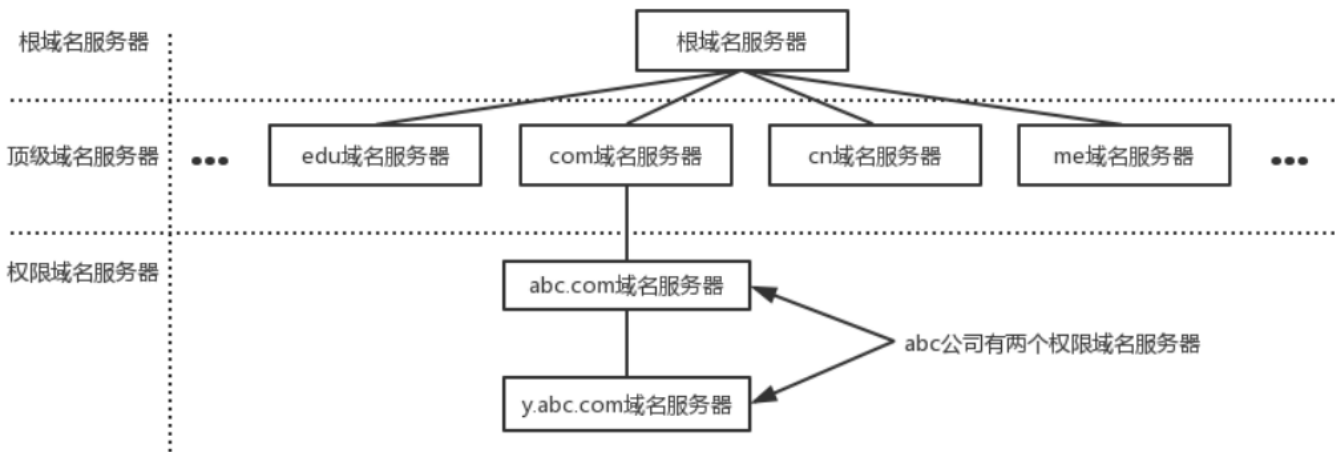 根域名服务器
根域名服务器
顶级域名服务器
•••
edu域名服务器
com域名服务器
cn域名服务器
me域名服务器
•••
权限域名服务器
abc.com域名服务器
abc公司有两个权限域名服务器
y.abc.com域名服务器